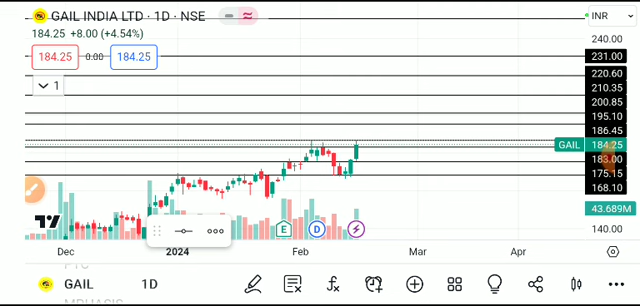 GAIL INDIA LTD · 1D · NSE
INR
184.25 +8.00 (+4.54%)
184.25 0.00 184.25
1
240.00
231.00
220.60
210.35
200.85
195.10
186.45
GAIL 184.25
183.00
175.15
168.10
43.689M
140.00
E D
Dec 2024 Feb Mar Apr
GAIL 1D
MPHASIS